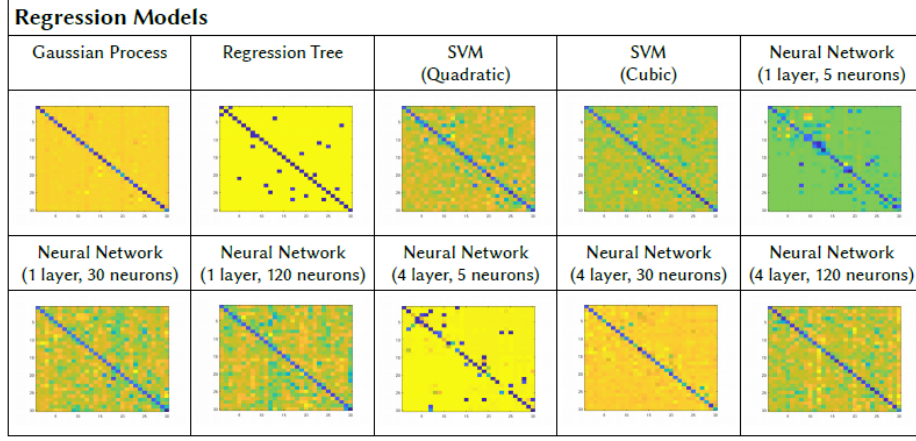 Regression Models
Gaussian Process
Regression Tree
SVM
(Quadratic)
SVM
(Cubic)
Neural Network
(1 layer, 5 neurons)
Neural Network
(1 layer, 30 neurons)
Neural Network
(1 layer, 120 neurons)
Neural Network
(4 layer, 5 neurons)
Neural Network
(4 layer, 30 neurons)
Neural Network
(4 layer, 120 neurons)